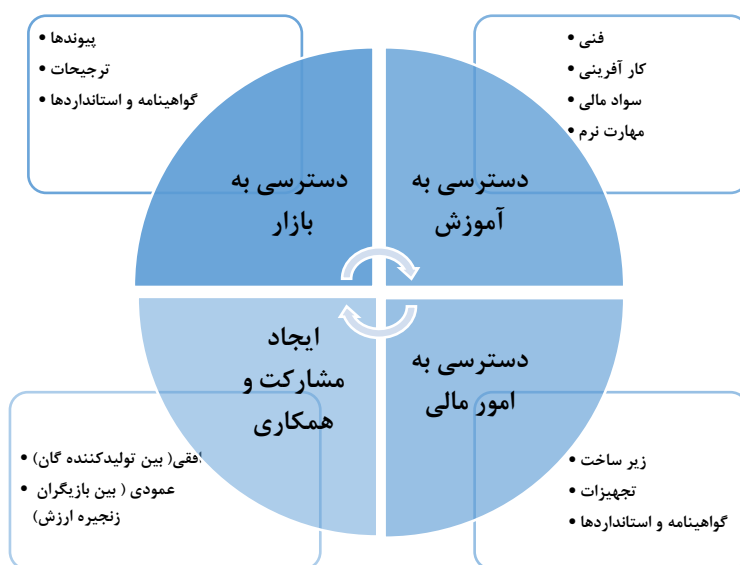 • فنی
• کار آفرینی
• سواد مالی
• مهارت نرم
دسترسی به
آموزش
• پیوندها
• ترجیحات
• گواهینامه و استانداردها
دسترسی به
بازار
دسترسی به
امور مالی
• زیر ساخت
• تجهیزات
• گواهینامه و استانداردها
ایجاد
مشارکت و
همکاری
• افقی( بین تولیدکننده گان)
• عمودی ( بین بازیگران
زنجیره ارزش)